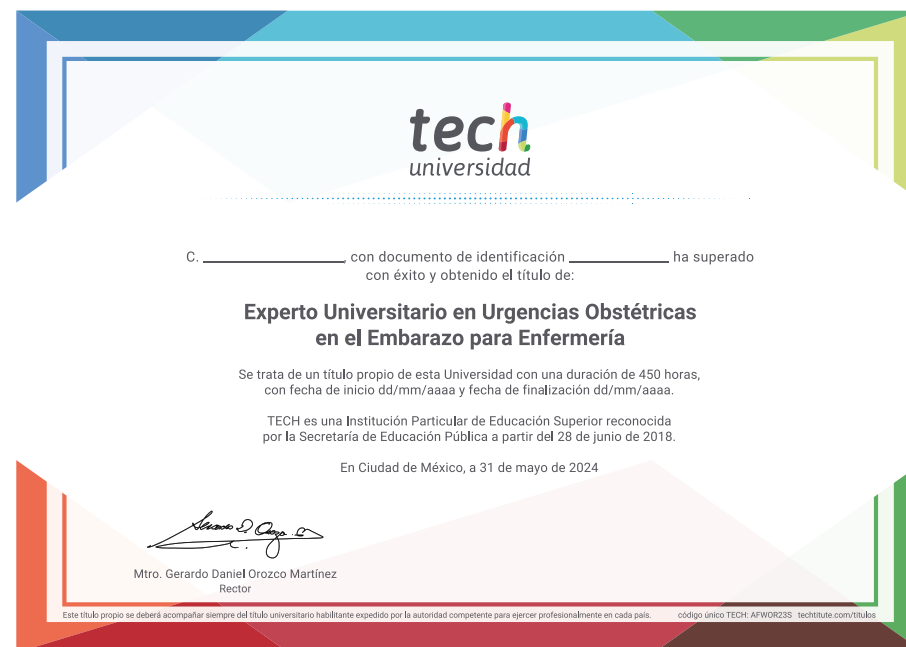 tech
universidad
C. ____________________, con documento de identificación ______________ ha superado
con éxito y obtenido el título de:
Experto Universitario en Urgencias Obstétricas
en el Embarazo para Enfermería
Se trata de un título propio de esta Universidad con una duración de 450 horas,
con fecha de inicio dd/mm/aaaa y fecha de finalización dd/mm/aaaa.
TECH es una Institución Particular de Educación Superior reconocida
por la Secretaría de Educación Pública a partir del 28 de junio de 2018.
En Ciudad de México, a 31 de mayo de 2024
Mtro. Gerardo Daniel Orozco Martínez
Rector
Este título propio se deberá acompañar siempre del título universitario habilitante expedido por la autoridad competente para ejercer profesionalmente en cada país. código único TECH: AFWOR23S techtitute.com/titulos